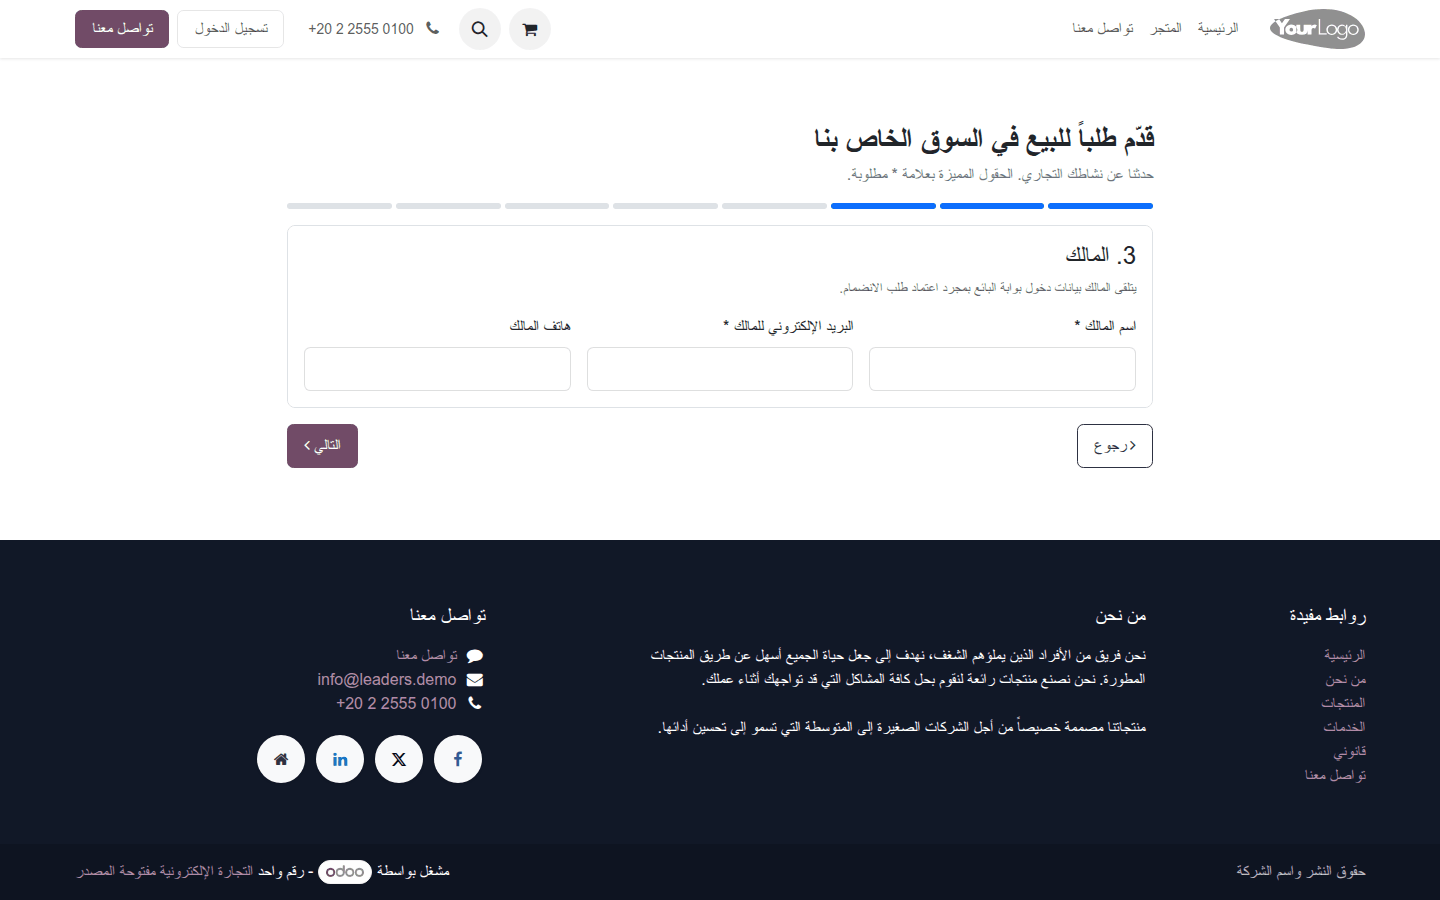 YourLogo
الرئيسية
المتجر
تواصل معنا
+20 2 2555 0100
تسجيل الدخول
تواصل معنا
قدّم طلباً للبيع في السوق الخاص بنا
حدثنا عن نشاطك التجاري. الحقول المميزة بعلامة * مطلوبة.
3. المالك
يتلقى المالك بيانات دخول بوابة البائع بمجرد اعتماد طلب الانضمام.
اسم المالك *
البريد الإلكتروني للمالك *
هاتف المالك
رجوع
التالي
روابط مفيدة
الرئيسية
من نحن
المنتجات
الخدمات
قانوني
تواصل معنا
من نحن
نحن فريق من الأفراد الذين يملؤهم الشغف، نهدف إلى جعل حياة الجميع أسهل عن طريق المنتجات
المطورة. نحن نصنع منتجات رائعة لنقوم بحل كافة المشاكل التي قد تواجهك أثناء عملك.
منتجاتنا مصممة خصيصاً من أجل الشركات الصغيرة إلى المتوسطة التي تسمو إلى تحسين أدائها.
تواصل معنا
تواصل معنا
info@leaders.demo
+20 2 2555 0100
حقوق النشر واسم الشركة
مشغل بواسطة odoo - رقم واحد التجارة الإلكترونية مفتوحة المصدر